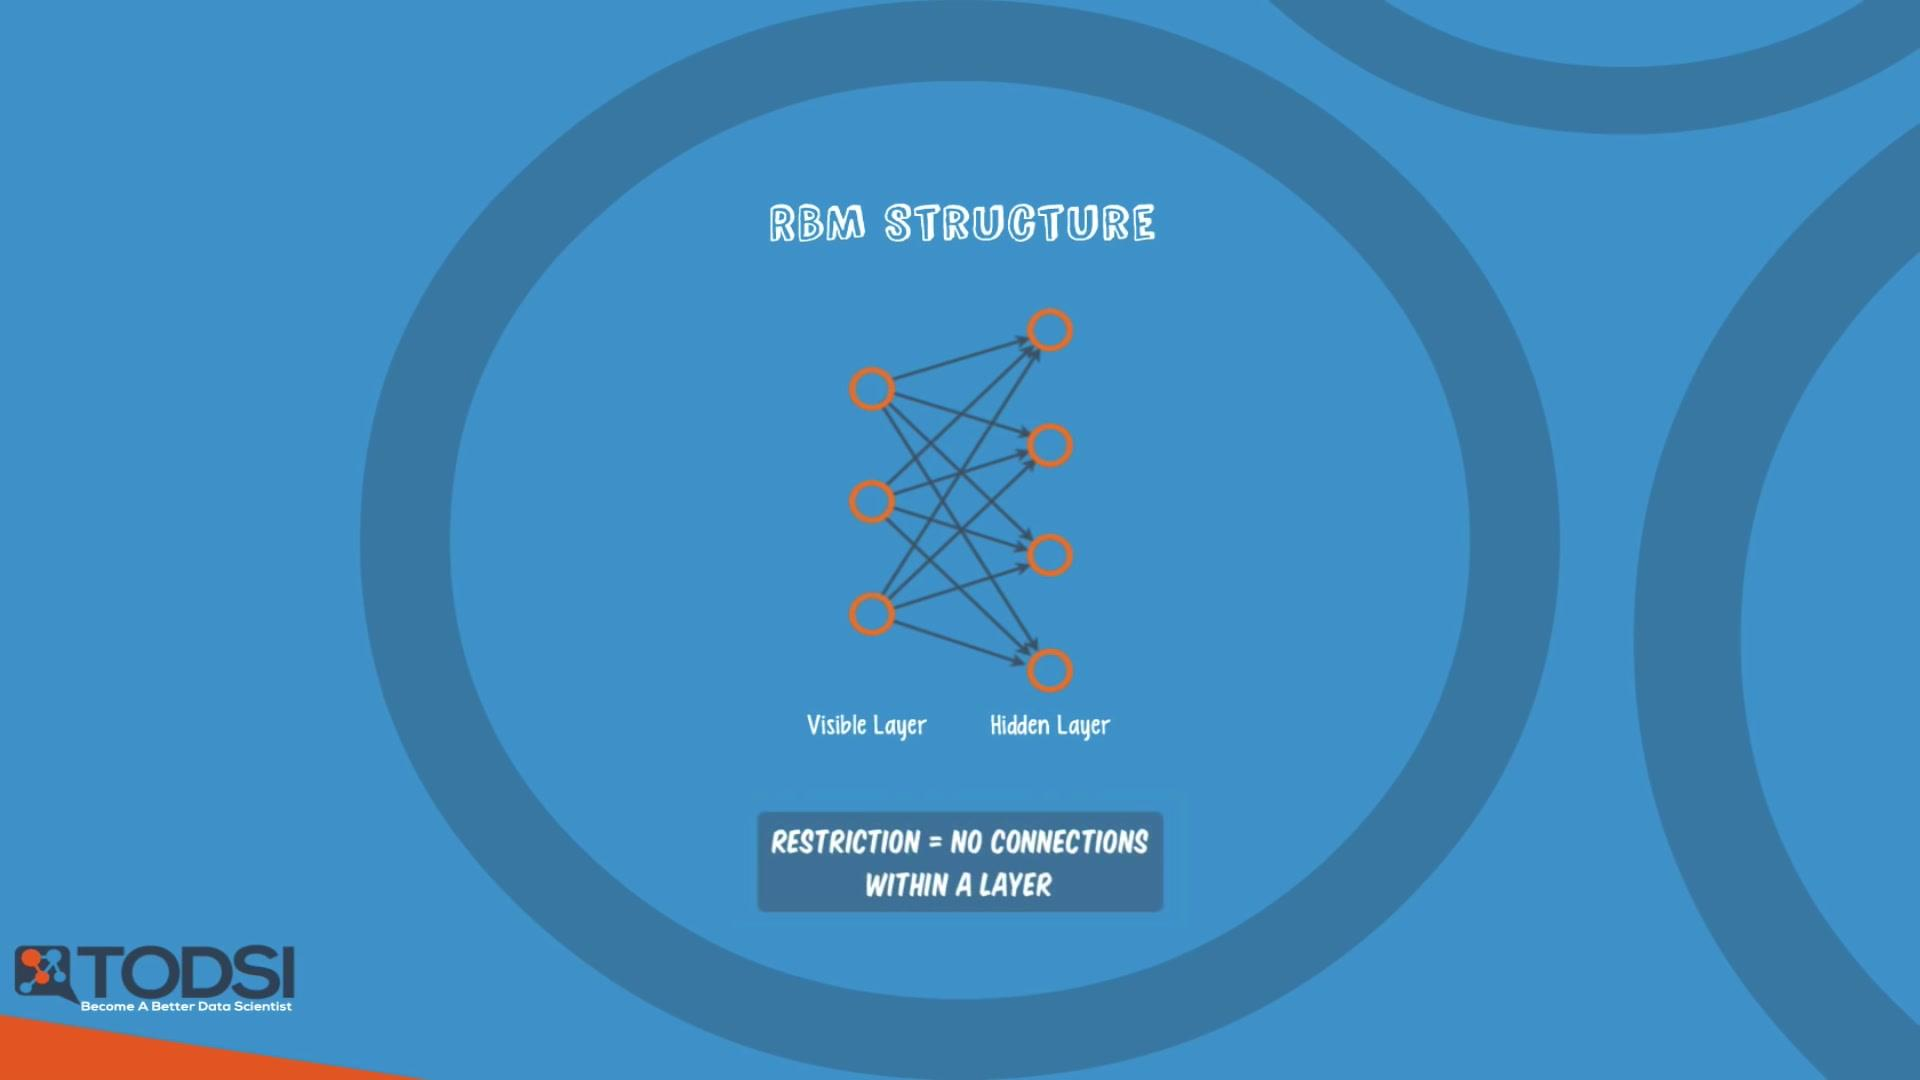 RBM STRUCTURE
Visible Layer
Hidden Layer
RESTRICTION = NO CONNECTIONS
WITHIN A LAYER
TODSI
Become A Better Data Scientist